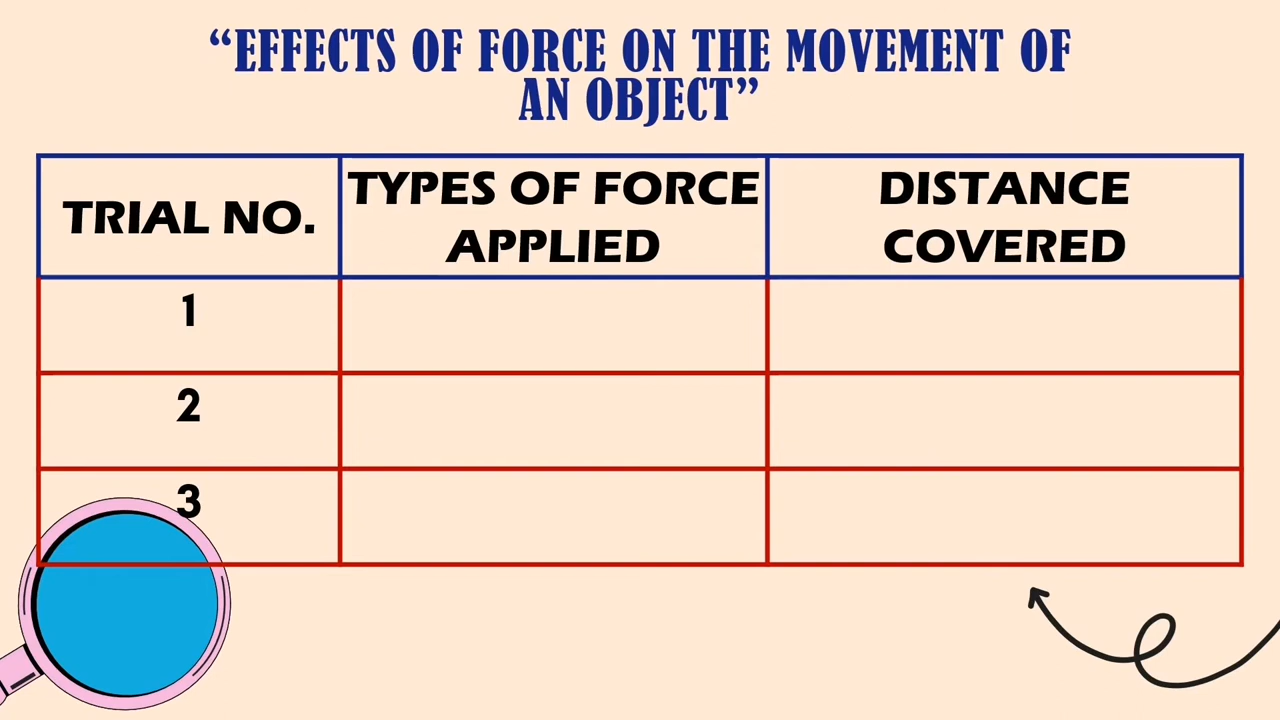 “EFFECTS OF FORCE ON THE MOVEMENT OF
AN OBJECT”
TRIAL NO.
TYPES OF FORCE
APPLIED
DISTANCE
COVERED
1
2
3